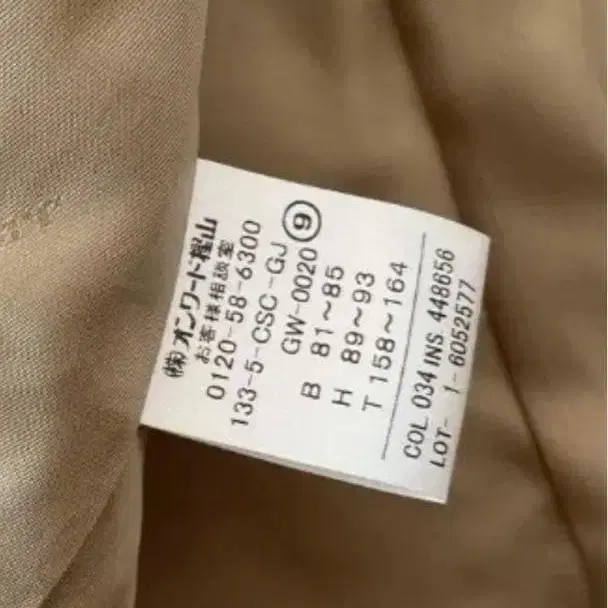 (株)オンワード樫山
お客様相談室
0120-58-6300
133-5-CSC-GJ
GW-0020 ⑨
B 81~85
H 89~93
T 158~164
COL 034 INS 448656
LOT- 1-6052577